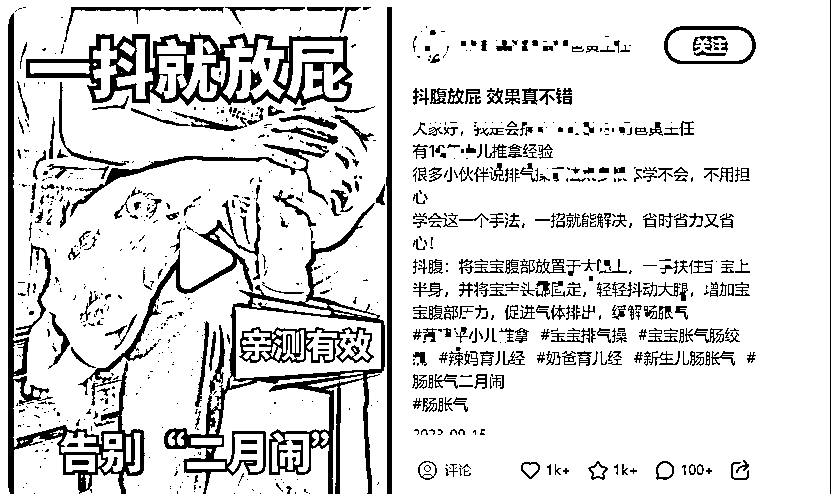 一抖就放屁
亲测有效
告别“二月闹”
关注
抖腹放屁 效果真不错
大家好，我是会 主任
有1 儿推拿经验
很多小伙伴说排气操 学不会，不用担
心
学会这一个手法，一招就能解决，省时省力又省
心！
抖腹：将宝宝腹部放置于大腿上，一手扶住宝宝上
半身，并将宝宝头部固定，轻轻抖动大腿，增加宝
宝腹部压力，促进气体排出，缓解肠胀气
小儿推拿 #宝宝排气操 #宝宝胀气肠绞
痛 #辣妈育儿经 #奶爸育儿经 #新生儿肠胀气 #
肠胀气二月闹
#肠胀气
2023-09-15
评论 1k+ 1k+ 100+